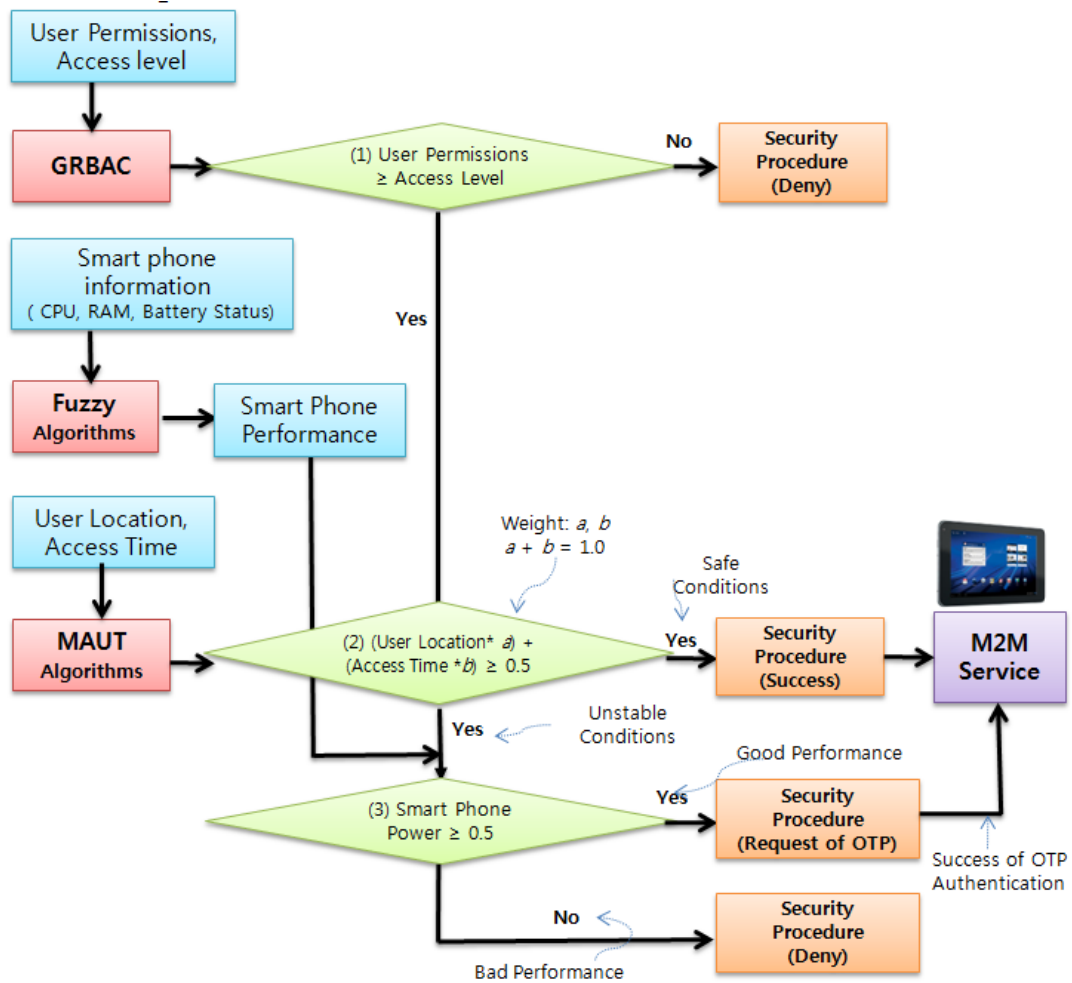 User Permissions,
Access level
GRBAC
(1) User Permissions
≥ Access Level
No
Security
Procedure
(Deny)
Smart phone
information
( CPU, RAM, Battery Status)
Yes
Fuzzy
Algorithms
Smart Phone
Performance
User Location,
Access Time
Weight: a, b
a + b = 1.0
Safe
Conditions
MAUT
Algorithms
(2) (User Location* a) +
(Access Time *b) ≥ 0.5
Yes
Security
Procedure
(Success)
M2M
Service
Yes
Unstable
Conditions
Good Performance
(3) Smart Phone
Power ≥ 0.5
Yes
Security
Procedure
(Request of OTP)
Success of OTP
Authentication
No
Bad Performance
Security
Procedure
(Deny)